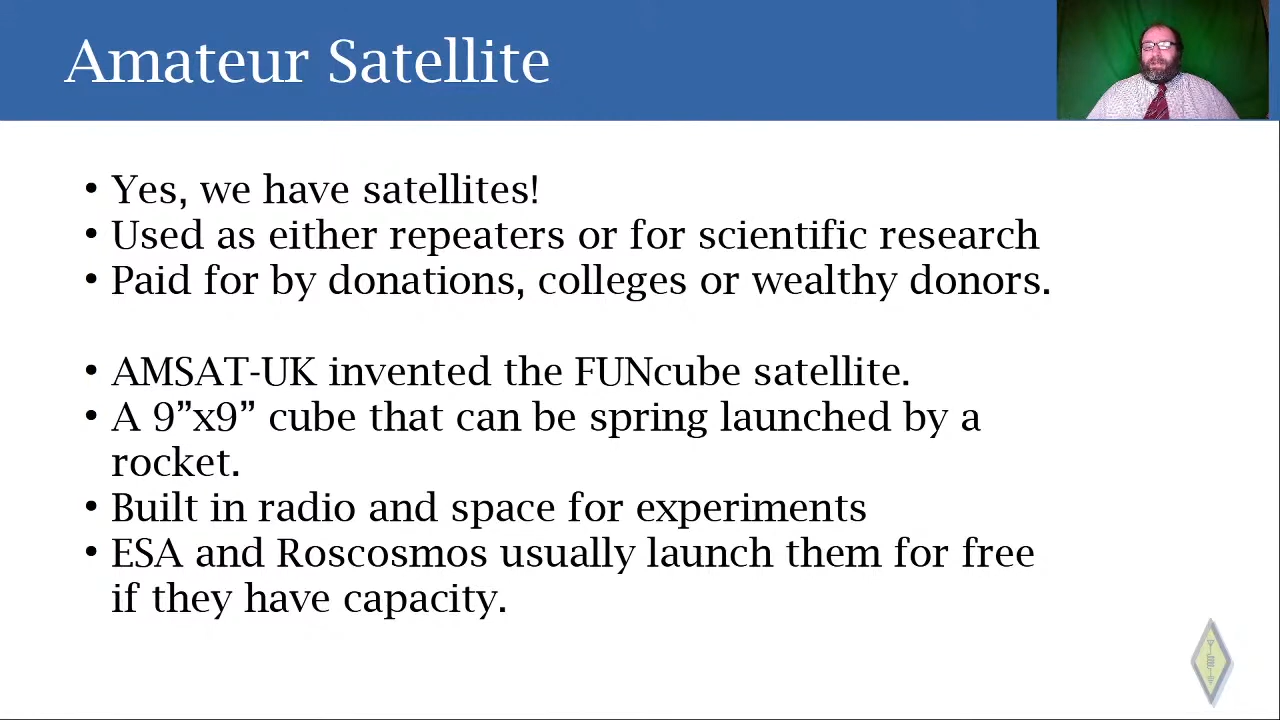 Amateur Satellite
• Yes, we have satellites!
• Used as either repeaters or for scientific research
• Paid for by donations, colleges or wealthy donors.
• AMSAT-UK invented the FUNcube satellite.
• A 9”x9” cube that can be spring launched by a
rocket.
• Built in radio and space for experiments
• ESA and Roscosmos usually launch them for free
if they have capacity.